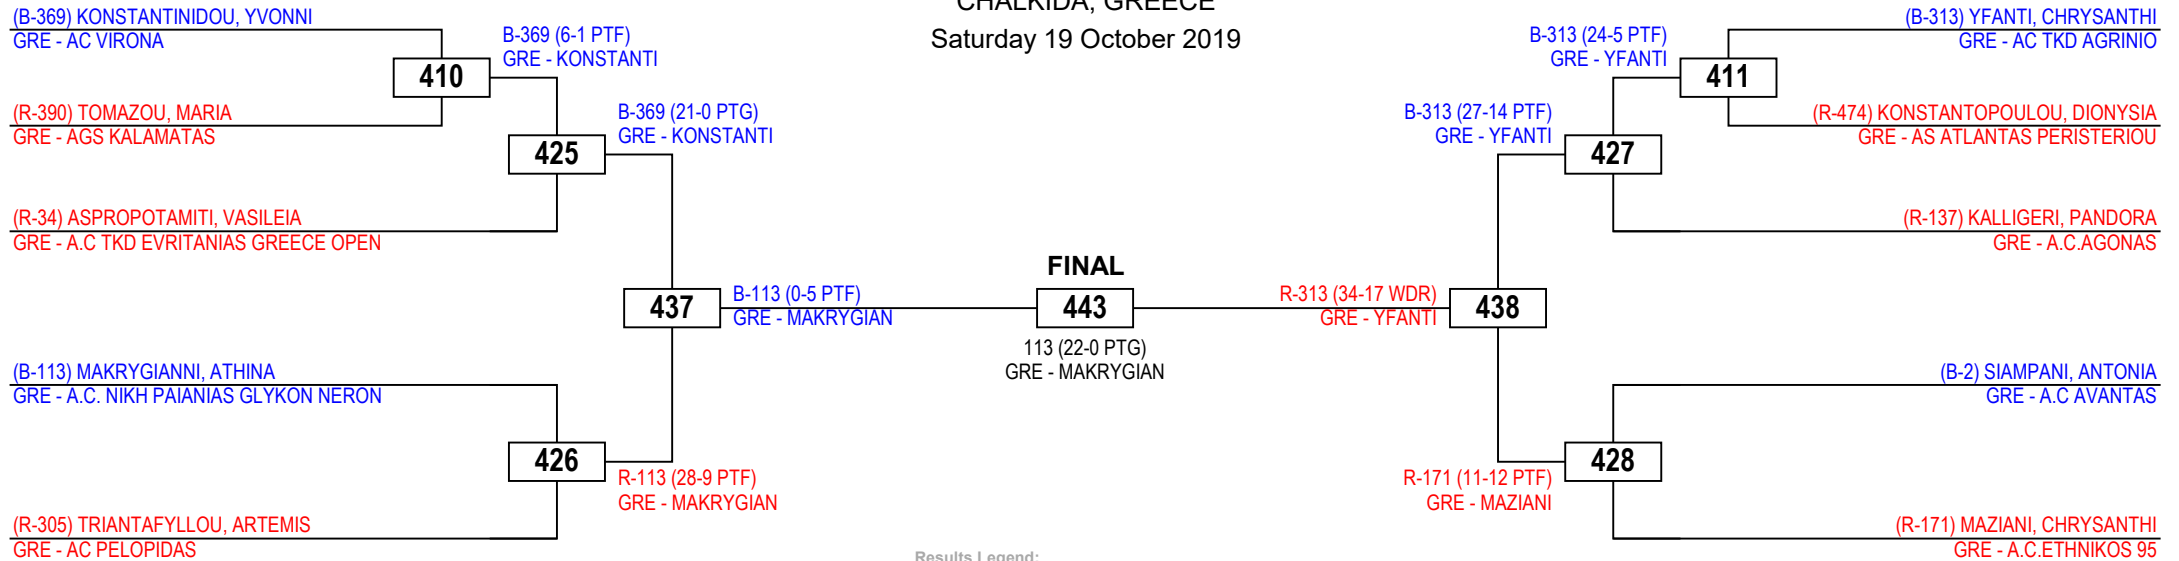 CHALKIDA, GREECE
Saturday 19 October 2019
(B-369) KONSTANTINIDOU, YVONNI
GRE - AC VIRONA
410
(R-390) TOMAZOU, MARIA
GRE - AGS KALAMATAS
B-369 (6-1 PTF)
GRE - KONSTANTI
425
(R-34) ASPROPOTAMITI, VASILEIA
GRE - A.C TKD EVRITANIAS GREECE OPEN
B-369 (21-0 PTG)
GRE - KONSTANTI
437
(B-113) MAKRYGIANNI, ATHINA
GRE - A.C. NIKH PAIANIAS GLYKON NERON
426
(R-305) TRIANTAFYLLOU, ARTEMIS
GRE - AC PELOPIDAS
R-113 (28-9 PTF)
GRE - MAKRYGIAN
B-113 (0-5 PTF)
GRE - MAKRYGIAN
FINAL
443
113 (22-0 PTG)
GRE - MAKRYGIAN
R-313 (34-17 WDR)
GRE - YFANTI
438
B-313 (27-14 PTF)
GRE - YFANTI
427
B-313 (24-5 PTF)
GRE - YFANTI
411
(B-313) YFANTI, CHRYSANTHI
GRE - AC TKD AGRINIO
(R-474) KONSTANTOPOULOU, DIONYSIA
GRE - AS ATLANTAS PERISTERIOU
(R-137) KALLIGERI, PANDORA
GRE - A.C.AGONAS
R-171 (11-12 PTF)
GRE - MAZIANI
428
(B-2) SIAMPANI, ANTONIA
GRE - A.C AVANTAS
(R-171) MAZIANI, CHRYSANTHI
GRE - A.C.ETHNIKOS 95
Results Legend: